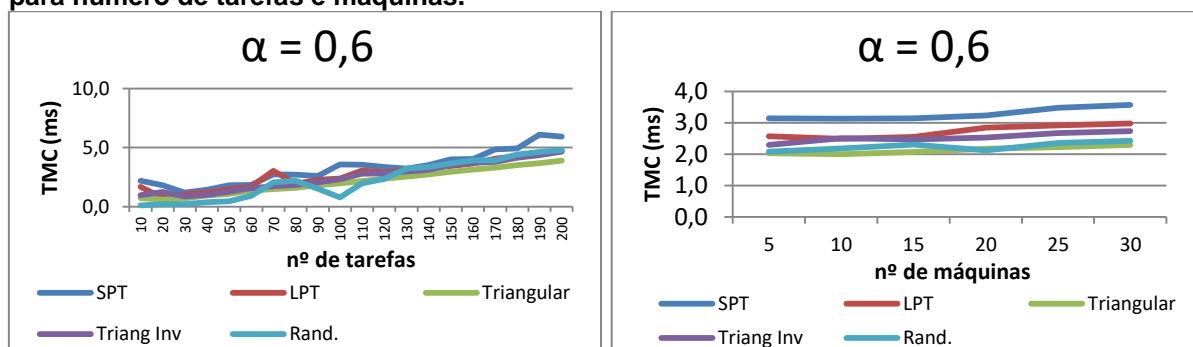 para número de tarefas e máquinas.
α = 0,6
TMC (ms)
10,0
5,0
0,0
10
20
30
40
50
60
70
80
90
100
110
120
130
140
150
160
170
180
190
200
nº de tarefas
SPT
LPT
Triangular
Triang Inv
Rand.
α = 0,6
TMC (ms)
4,0
3,0
2,0
1,0
0,0
5
10
15
20
25
30
nº de máquinas
SPT
LPT
Triangular
Triang Inv
Rand.